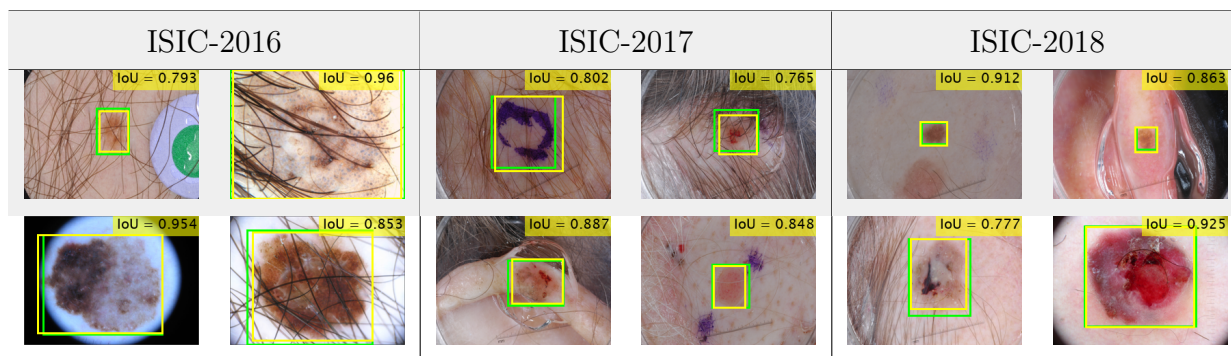 ISIC-2016 ISIC-2017 ISIC-2018
IoU = 0.793 IoU = 0.96 IoU = 0.802 IoU = 0.765 IoU = 0.912 IoU = 0.863
IoU = 0.954 IoU = 0.853 IoU = 0.887 IoU = 0.848 IoU = 0.777 IoU = 0.925